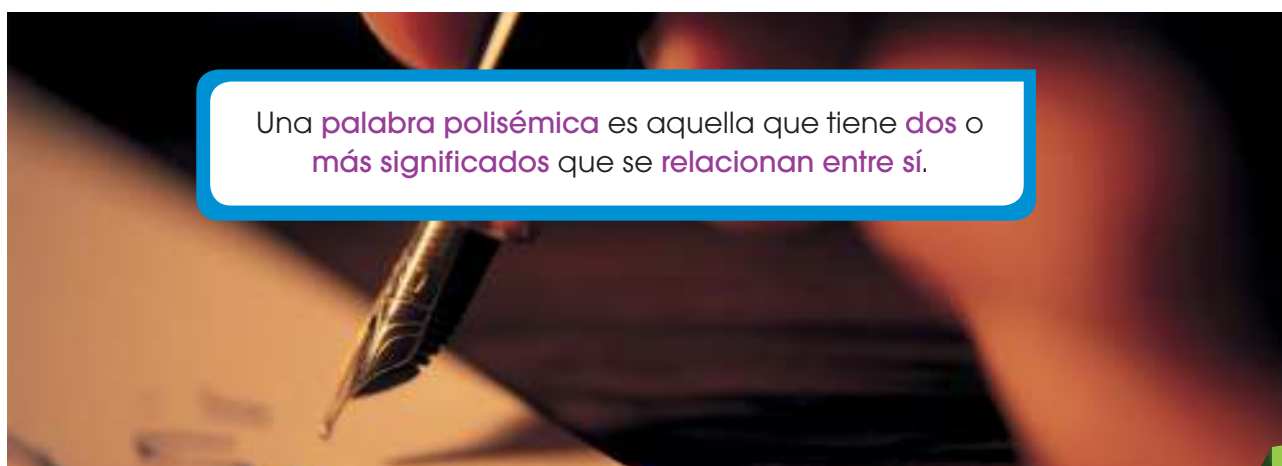 Una palabra polisémica es aquella que tiene dos o
más significados que se relacionan entre sí.